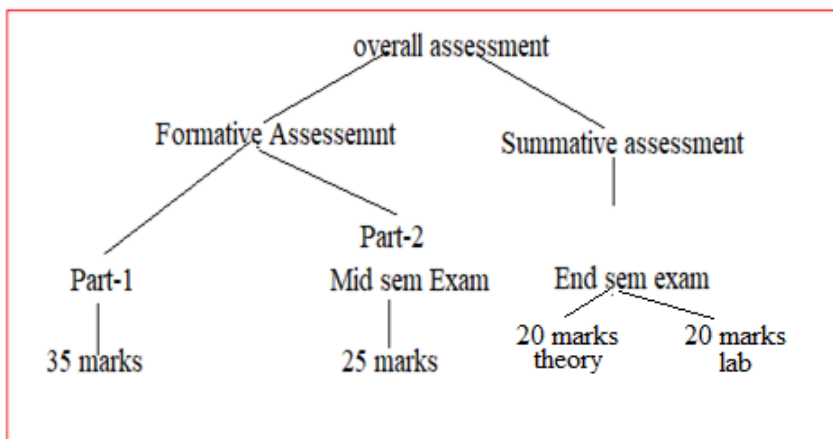 overall assessment
Formative Assessemnt
Summative assessment
Part-2
Part-1
Mid sem Exam
End sem exam
35 marks
25 marks
20 marks
theory
20 marks
lab